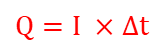 Q = I × Δt